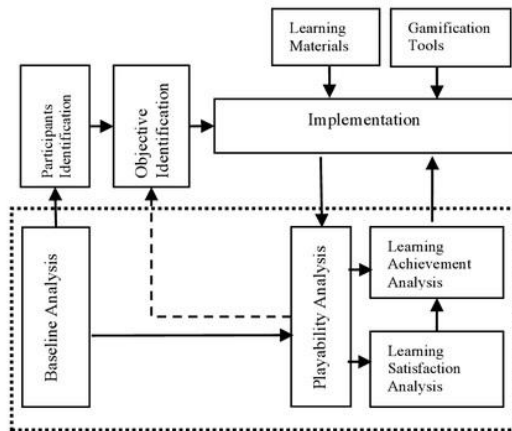 Learning
Materials
Gamification
Tools
Participants
Identification
Objective
Identification
Implementation
Baseline Analysis
Playability Analysis
Learning
Achievement
Analysis
Learning
Satisfaction
Analysis